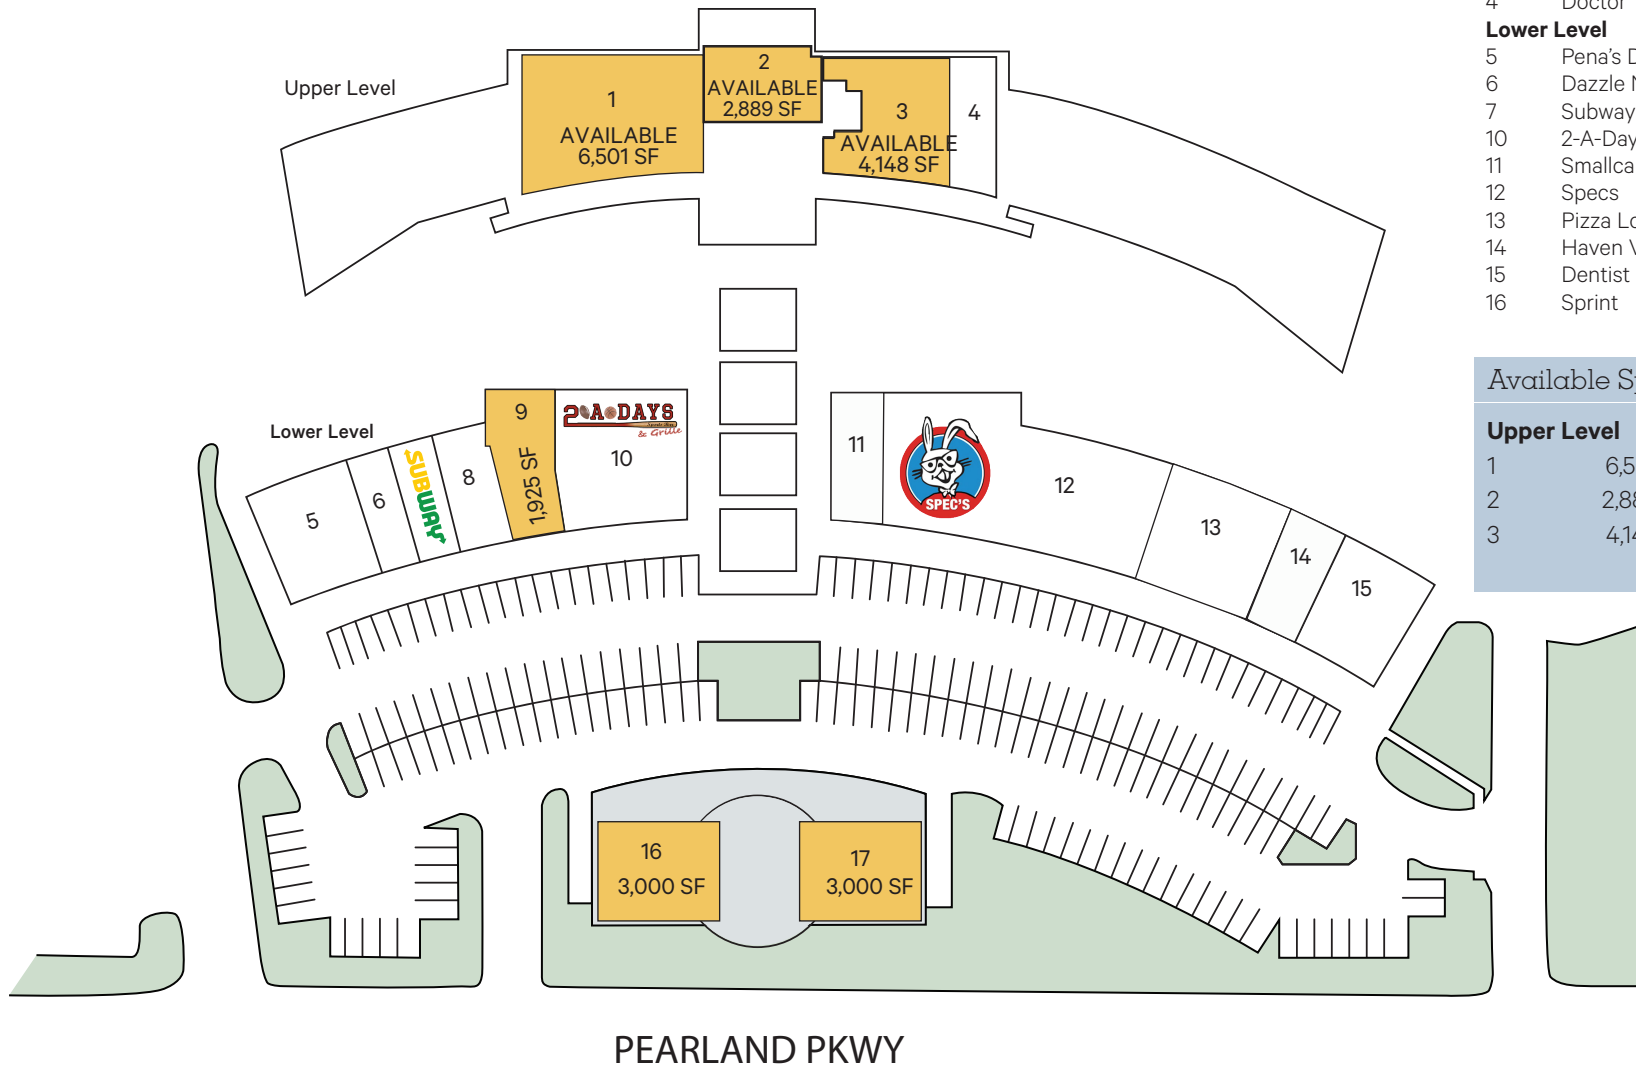 4 Doctor
Lower Level
5 Pena's D
6 Dazzle N
7 Subway
10 2-A-Day
11 Smallca
12 Specs
13 Pizza Lo
14 Haven V
15 Dentist
16 Sprint
Available Sp
Upper Level
1 6,5
2 2,88
3 4,14
Upper Level
1
AVAILABLE
6,501 SF
2
AVAILABLE
2,889 SF
3
AVAILABLE
4,148 SF
4
Lower Level
5
6
SUBWAY
8
9
1,925 SF
2 A DAYS
& Grille
10
11
SPEC'S
12
13
14
15
16
3,000 SF
17
3,000 SF
PEARLAND PKWY